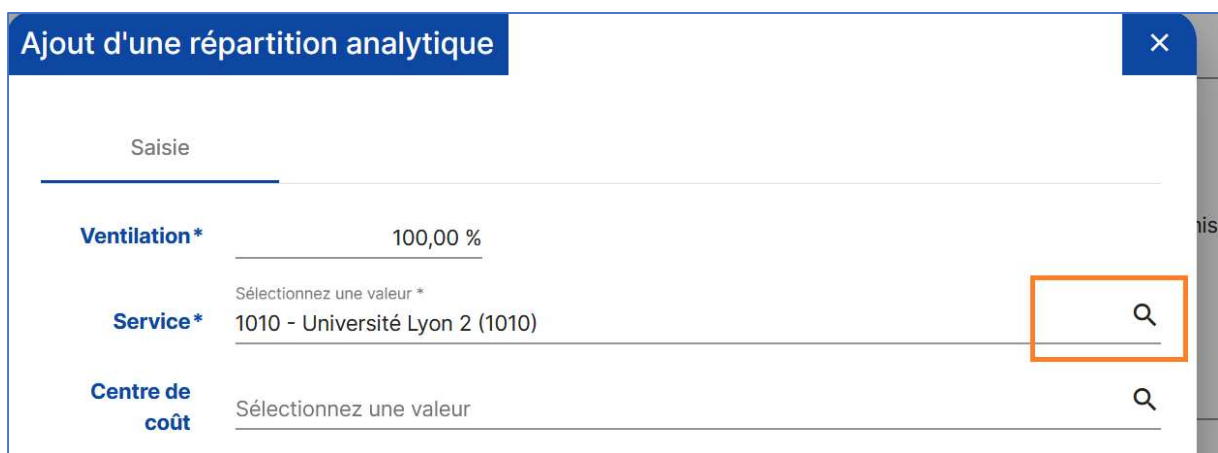 Ajout d'une répartition analytique
Saisie
Ventilation* 100,00 %
Sélectionnez une valeur *
Service* 1010 - Université Lyon 2 (1010)
Centre de
coût
Sélectionnez une valeur